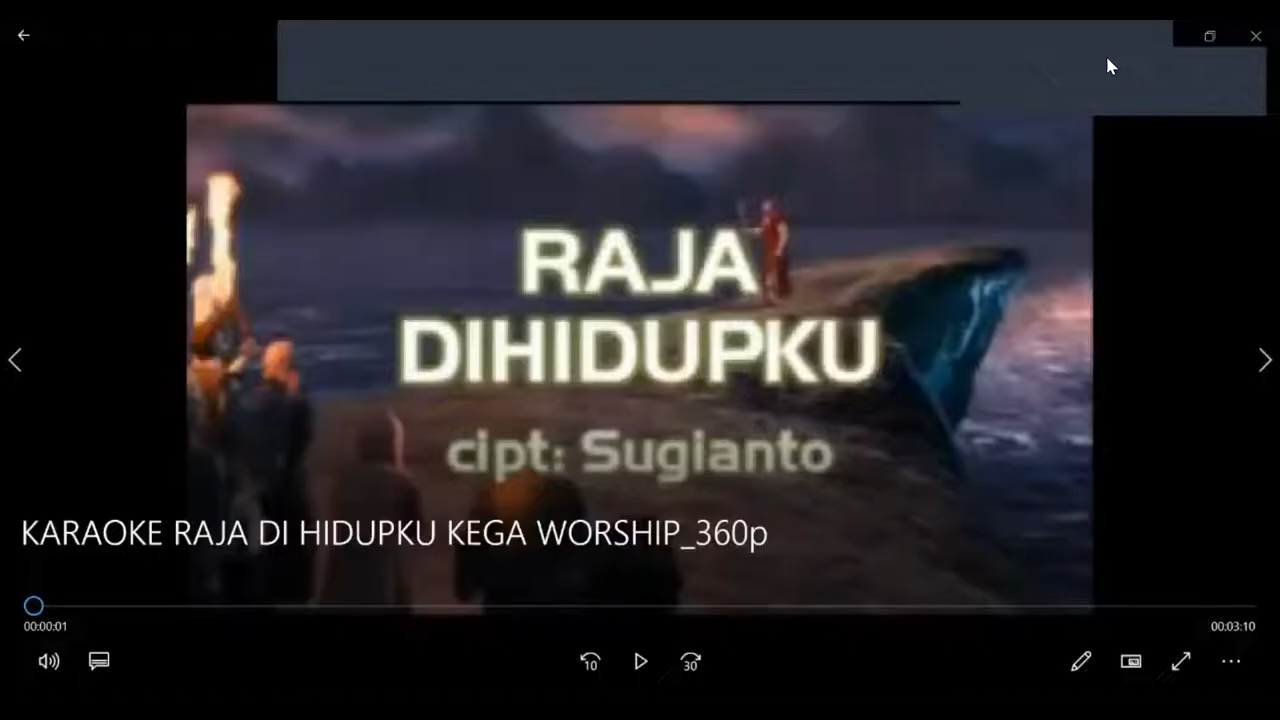 RAJA
DIHIDUPKU
cipt: Sugianto
KARAOKE RAJA DI HIDUPKU KEGA WORSHIP_360p
00:00:01
00:03:10
10
30